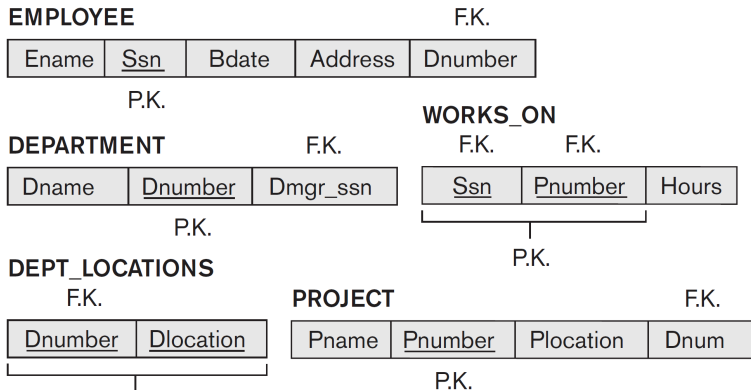 EMPLOYEE
F.K.
Ename Ssn Bdate Address Dnumber
P.K.
DEPARTMENT
F.K.
Dname Dnumber Dmgr_ssn
P.K.
WORKS_ON
F.K. F.K.
Ssn Pnumber Hours
P.K.
DEPT_LOCATIONS
F.K.
Dnumber Dlocation
PROJECT
F.K.
Pname Pnumber Plocation Dnum
P.K.